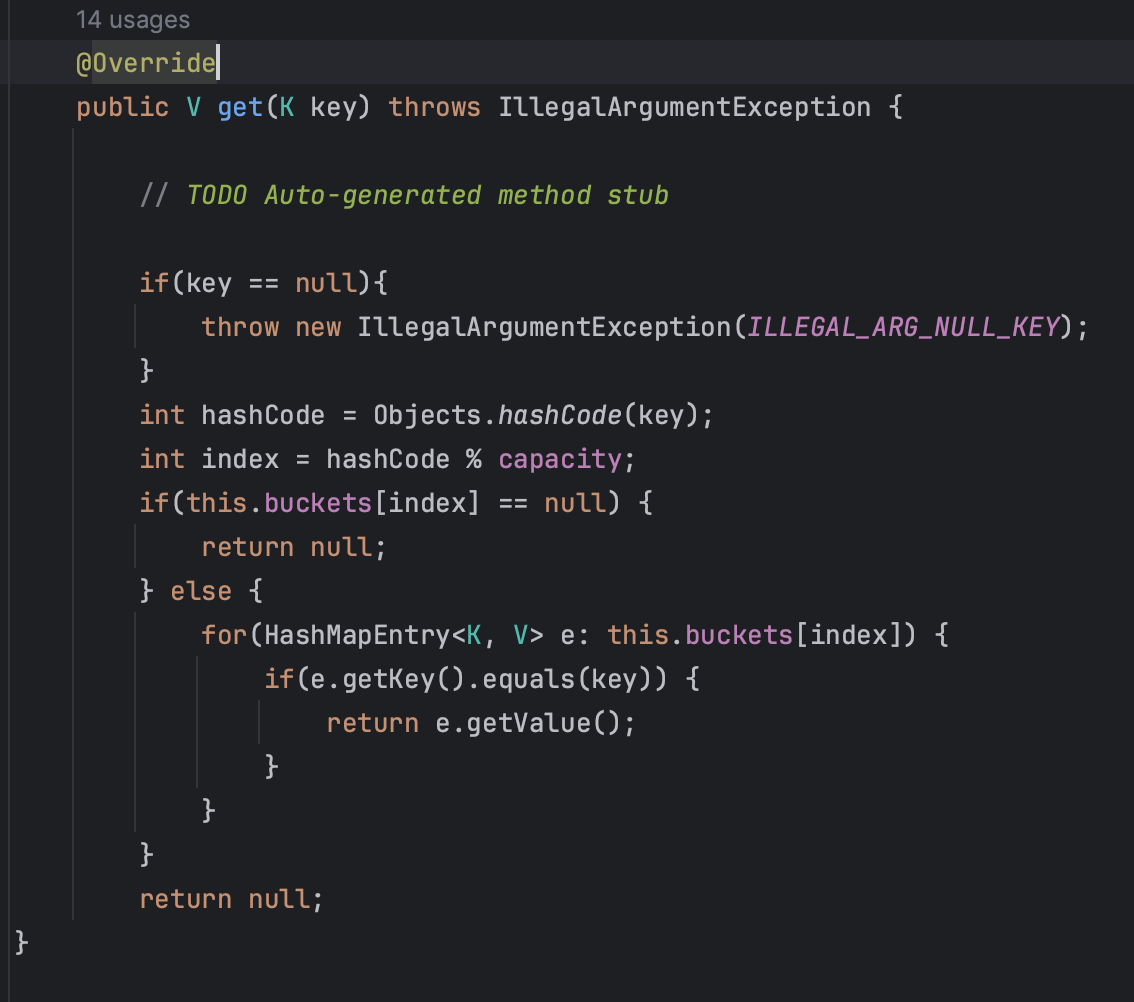 14 usages
@Override
public V get(K key) throws IllegalArgumentException {
// TODO Auto-generated method stub
if(key == null){
throw new IllegalArgumentException(ILLEGAL_ARG_NULL_KEY);
}
int hashCode = Objects.hashCode(key);
int index = hashCode % capacity;
if(this.buckets[index] == null) {
return null;
} else {
for(HashMapEntry<K, V> e: this.buckets[index]) {
if(e.getKey().equals(key)) {
return e.getValue();
}
}
}
return null;
}